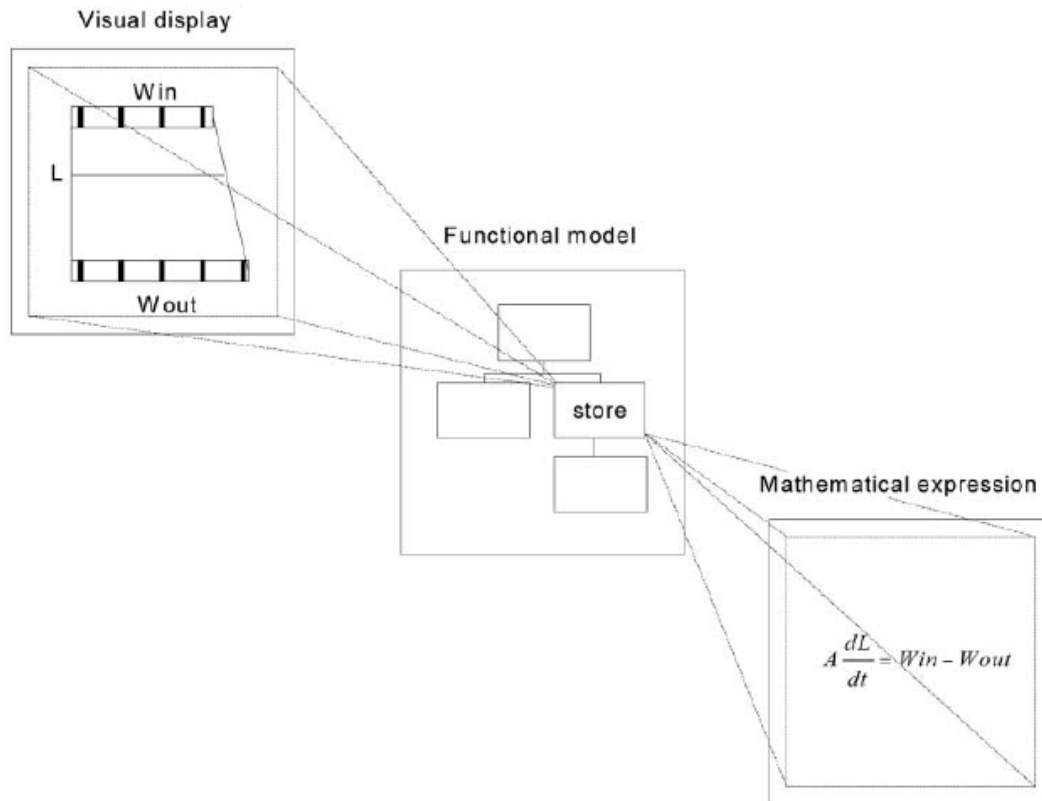 Visual display
Win
L
Wout
Functional model
store
Mathematical expression
A dL/dt = Win – Wout